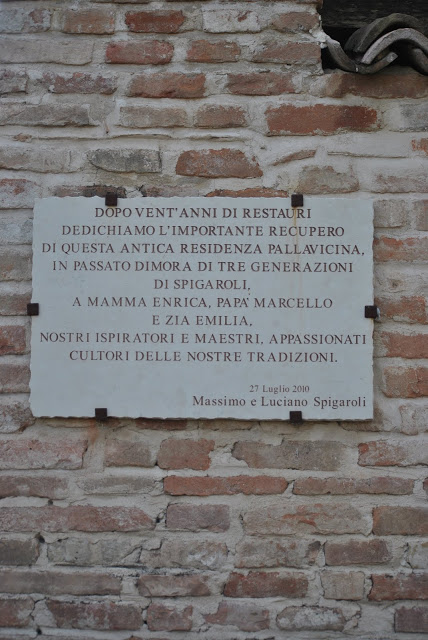 DOPO VENT'ANNI DI RESTAURI
DEDICHIAMO L'IMPORTANTE RECUPERO
DI QUESTA ANTICA RESIDENZA PALLAVICINA,
IN PASSATO DIMORA DI TRE GENERAZIONI
DI SPIGAROLI,
A MAMMA ENRICA, PAPA' MARCELLO
E ZIA EMILIA,
NOSTRI ISPIRATORI E MAESTRI, APPASSIONATI
CULTORI DELLE NOSTRE TRADIZIONI.
27 Luglio 2010
Massimo e Luciano Spigaroli